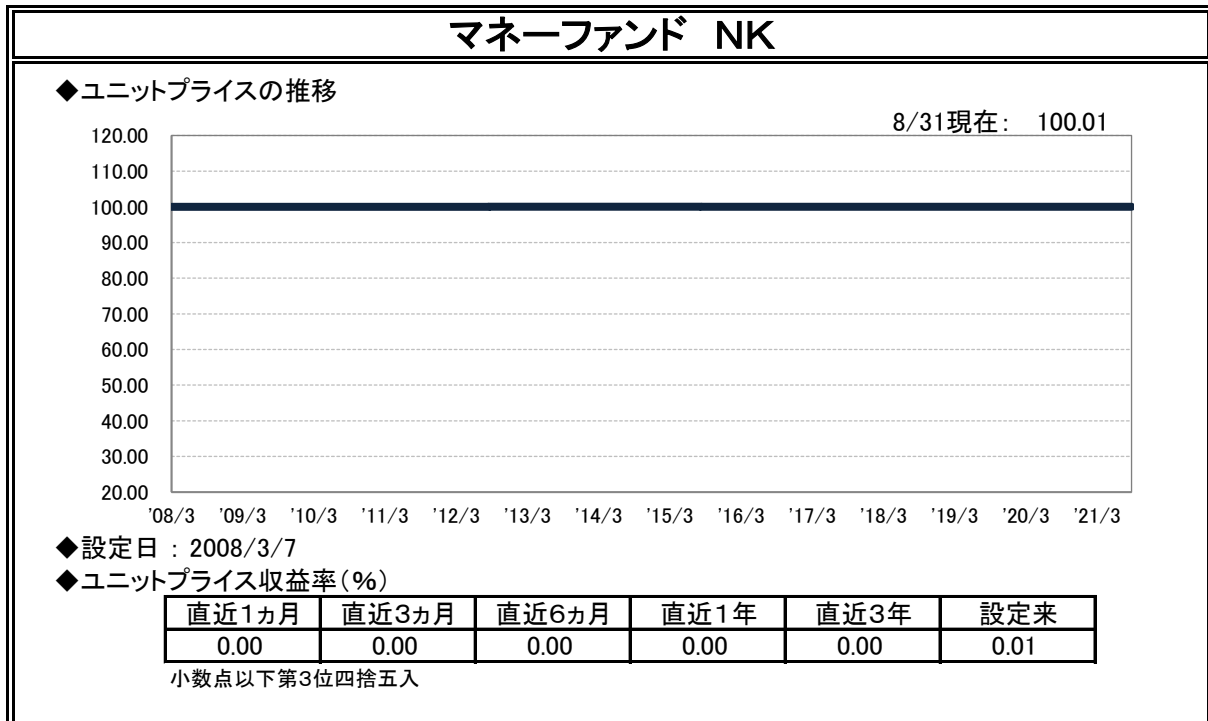 マネーファンド　NK
◆ユニットプライスの推移
8/31現在:　100.01
120.00
110.00
100.00
90.00
80.00
70.00
60.00
50.00
40.00
30.00
20.00
'08/3 '09/3 '10/3 '11/3 '12/3 '13/3 '14/3 '15/3 '16/3 '17/3 '18/3 '19/3 '20/3 '21/3
◆設定日 : 2008/3/7
◆ユニットプライス収益率(%)
直近1ヵ月 直近3ヵ月 直近6ヵ月 直近1年 直近3年 設定来
0.00 0.00 0.00 0.00 0.00 0.01
小数点以下第3位四捨五入